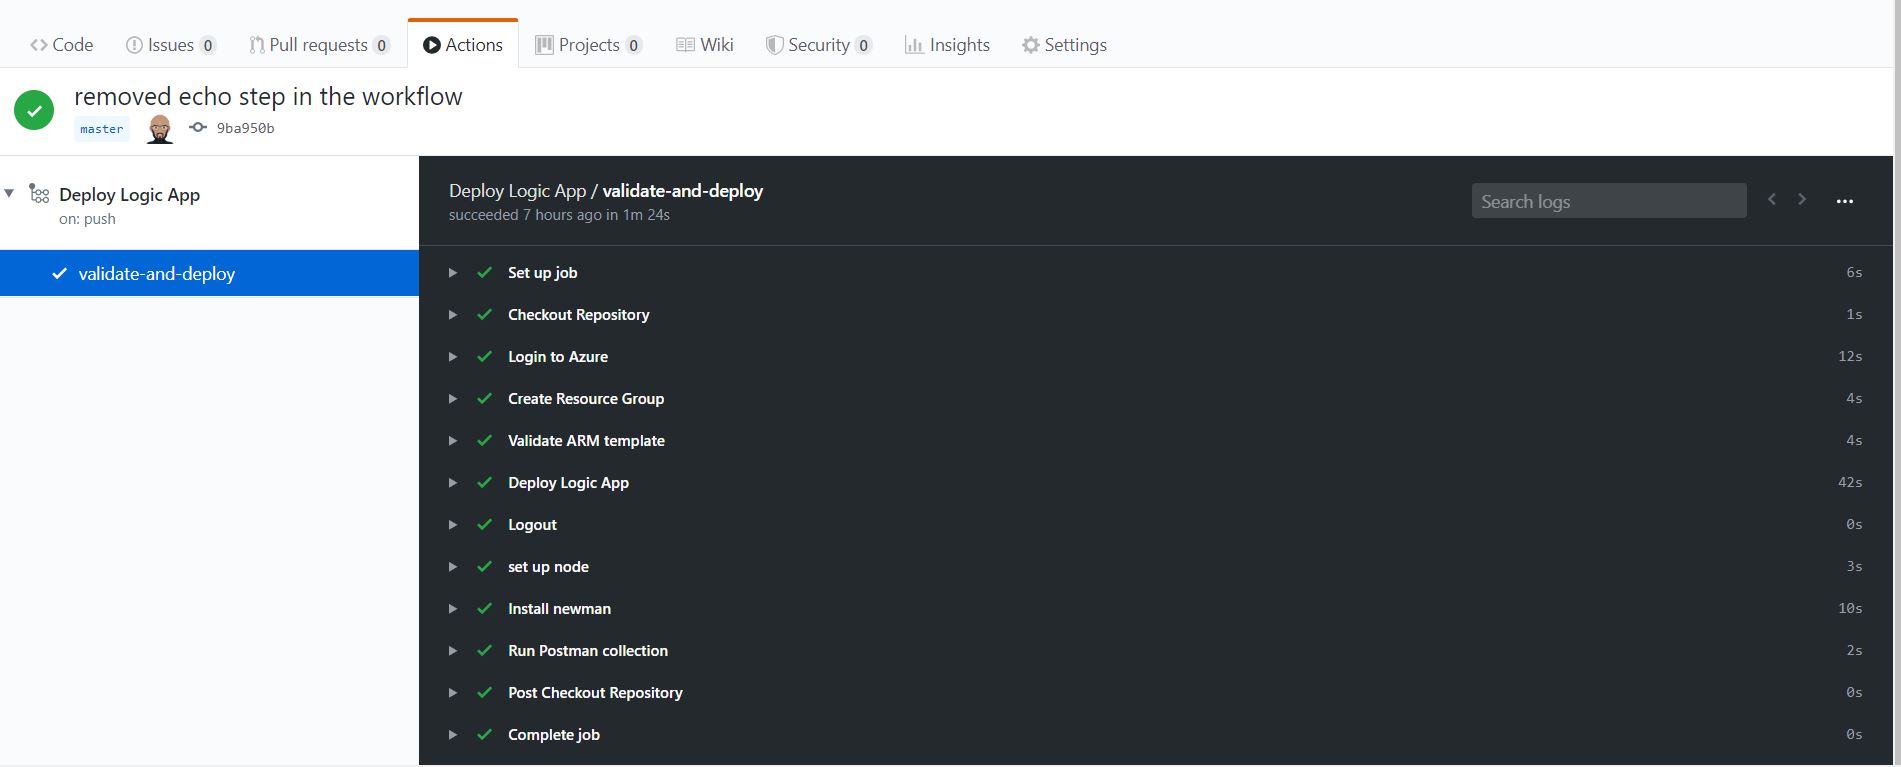 Code Issues 0 Pull requests 0 Actions Projects 0 Wiki Security 0 Insights Settings
removed echo step in the workflow
master 9ba950b
Deploy Logic App
on: push
validate-and-deploy
Deploy Logic App / validate-and-deploy
succeeded 7 hours ago in 1m 24s
Search logs
Set up job 6s
Checkout Repository 1s
Login to Azure 12s
Create Resource Group 4s
Validate ARM template 4s
Deploy Logic App 42s
Logout 0s
set up node 3s
Install newman 10s
Run Postman collection 2s
Post Checkout Repository 0s
Complete job 0s